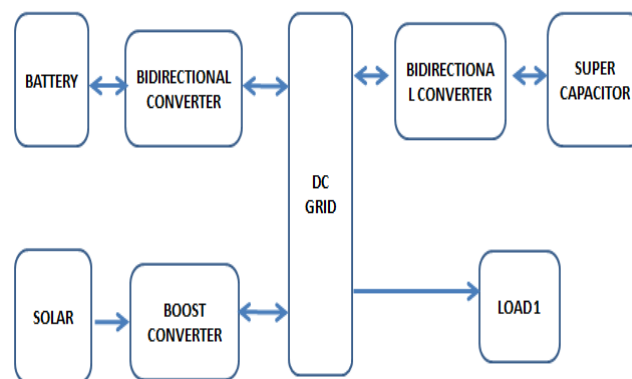 BATTERY
BIDIRECTIONAL
CONVERTER
DC
GRID
BIDIRECTIONA
L CONVERTER
SUPER
CAPACITOR
SOLAR
BOOST
CONVERTER
LOAD1